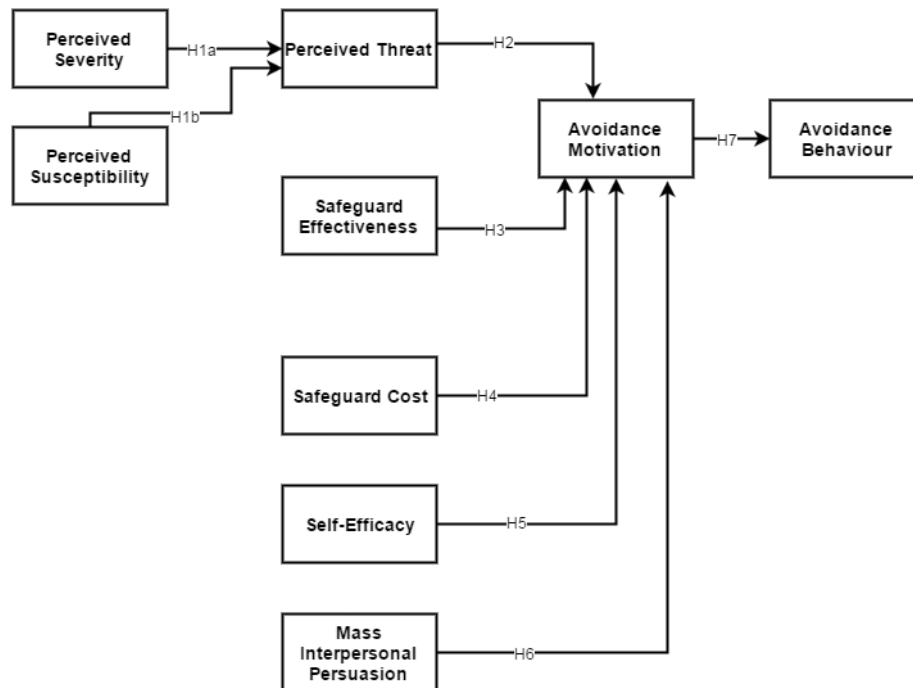 Perceived
Severity
H1a
Perceived Threat
H2
H1b
Perceived
Susceptibility
Avoidance
Motivation
H7
Avoidance
Behaviour
Safeguard
Effectiveness
H3
Safeguard Cost
H4
Self-Efficacy
H5
Mass
Interpersonal
Persuasion
H6